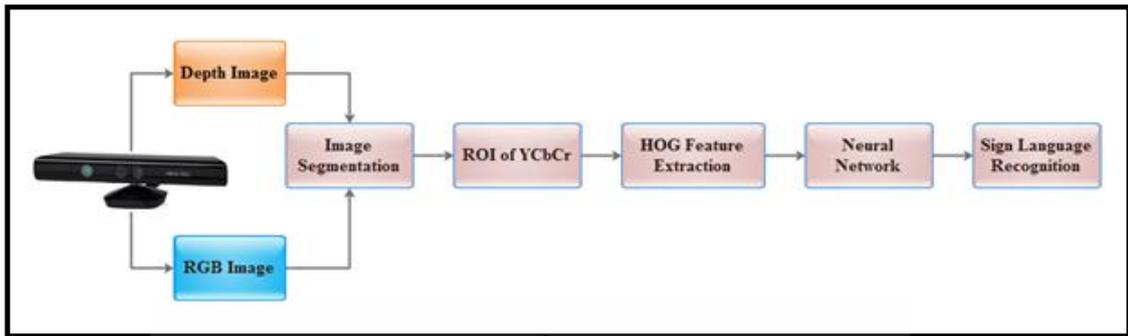 Depth Image
Image
Segmentation
ROI of YCbCr
HOG Feature
Extraction
Neural
Network
Sign Language
Recognition
RGB Image